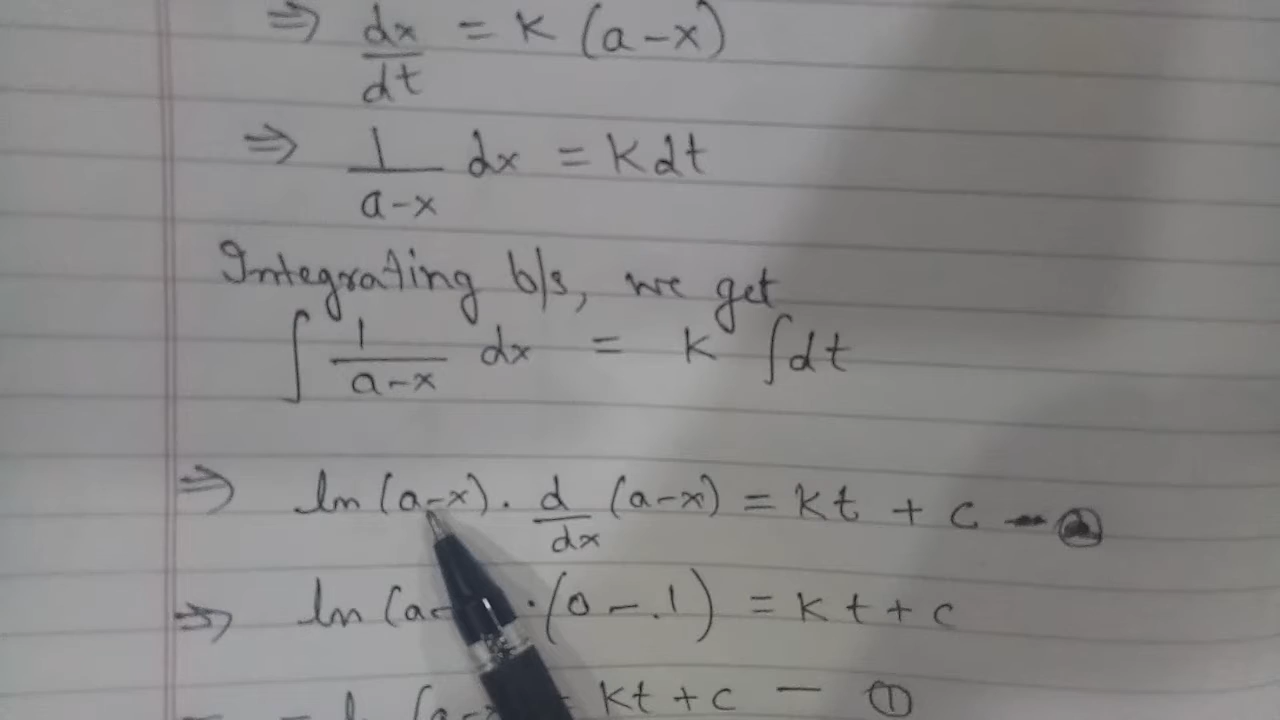 ⇒ dx/dt = K (a-x)
⇒ 1/(a-x) dx = K dt
Integrating b/s, we get
∫ 1/(a-x) dx = K ∫dt
⇒ ln(a-x) . d/dx (a-x) = Kt + c -
⇒ ln(a- . (0-1) = Kt + c
- (a-x = Kt + c — ①